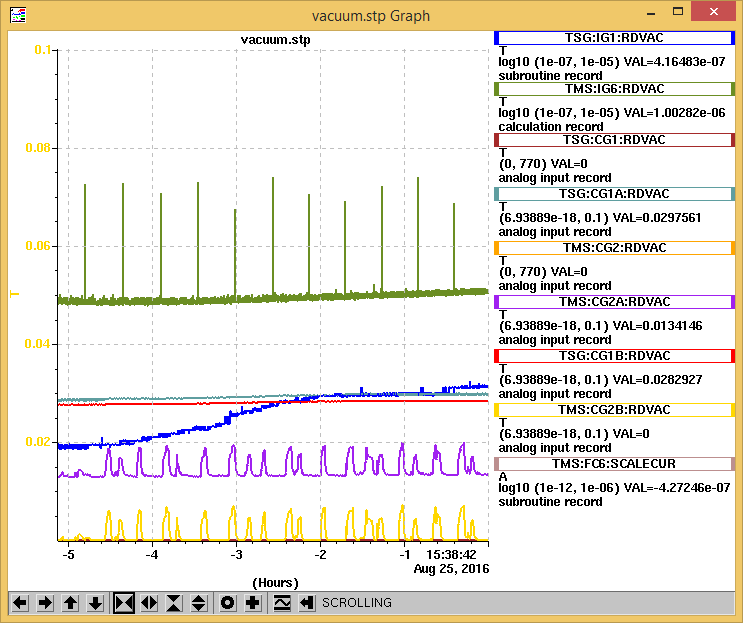 vacuum.stp Graph
vacuum.stp
0.1
0.08
0.06
T
0.04
0.02
-5
-4
-3
-2
-1
15:38:42
Aug 25, 2016
(Hours)
TSG:IG1:RDVAC
T
log10 (1e-07, 1e-05) VAL=4.16483e-07
subroutine record
TMS:IG6:RDVAC
T
log10 (1e-07, 1e-05) VAL=1.00282e-06
calculation record
TSG:CG1:RDVAC
T
(0, 770) VAL=0
analog input record
TSG:CG1A:RDVAC
T
(6.93889e-18, 0.1) VAL=0.0297561
analog input record
TMS:CG2:RDVAC
T
(0, 770) VAL=0
analog input record
TMS:CG2A:RDVAC
T
(6.93889e-18, 0.1) VAL=0.0134146
analog input record
TSG:CG1B:RDVAC
T
(6.93889e-18, 0.1) VAL=0.0282927
analog input record
TMS:CG2B:RDVAC
T
(6.93889e-18, 0.1) VAL=0
analog input record
TMS:FC6:SCALECUR
A
log10 (1e-12, 1e-06) VAL=-4.27246e-07
subroutine record
SCROLLING